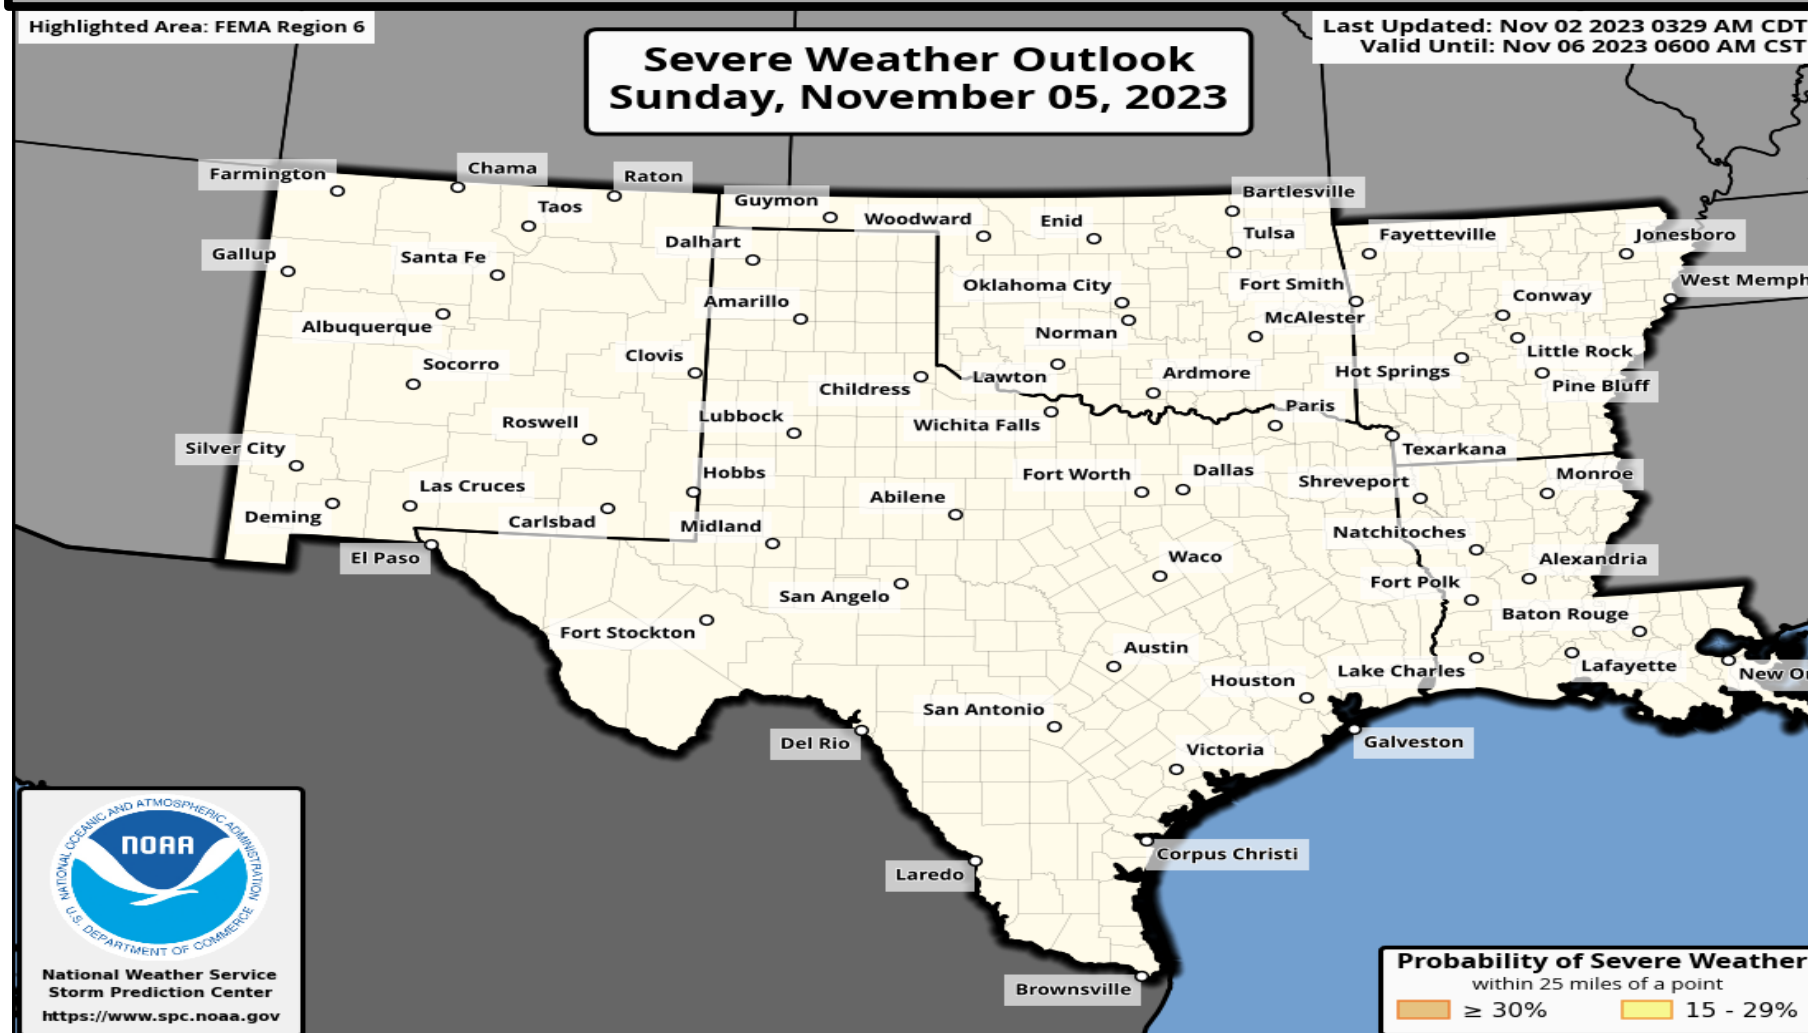 Highlighted Area: FEMA Region 6
Last Updated: Nov 02 2023 0329 AM CDT
Valid Until: Nov 06 2023 0600 AM CST
Severe Weather Outlook
Sunday, November 05, 2023
Farmington
Chama
Raton
Taos
Guymon
Woodward
Enid
Bartlesville
Gallup
Santa Fe
Dalhart
Tulsa
Fayetteville
Jonesboro
Albuquerque
Amarillo
Oklahoma City
Fort Smith
Conway
West Memph
Norman
McAlester
Socorro
Clovis
Childress
Lawton
Ardmore
Hot Springs
Little Rock
Pine Bluff
Roswell
Lubbock
Wichita Falls
Paris
Silver City
Las Cruces
Hobbs
Abilene
Fort Worth
Dallas
Shreveport
Texarkana
Monroe
Deming
Carlsbad
Midland
Natchitoches
El Paso
San Angelo
Waco
Fort Polk
Alexandria
Fort Stockton
Austin
Baton Rouge
Houston
Lake Charles
Lafayette
New Or
San Antonio
Del Rio
Victoria
Galveston
Laredo
Corpus Christi
Brownsville
NATIONAL OCEANIC AND ATMOSPHERIC ADMINISTRATION
NOAA
U.S. DEPARTMENT OF COMMERCE
National Weather Service
Storm Prediction Center
https://www.spc.noaa.gov
Probability of Severe Weather
within 25 miles of a point
≥ 30%
15 - 29%